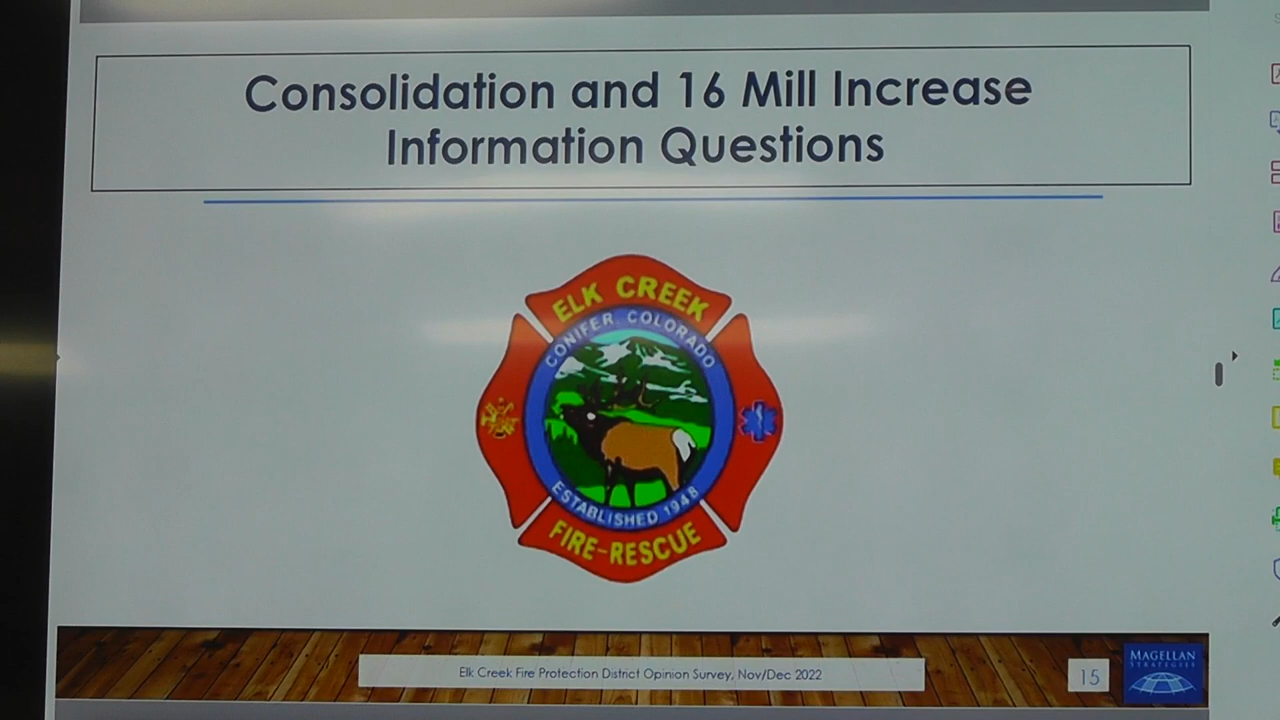 Consolidation and 16 Mill Increase
Information Questions
ELK CREEK
CONIFER, COLORADO
ESTABLISHED 1948
FIRE-RESCUE
Elk Creek Fire Protection District Opinion Survey, Nov/Dec 2022
15
MAGELLAN
STRATEGIES